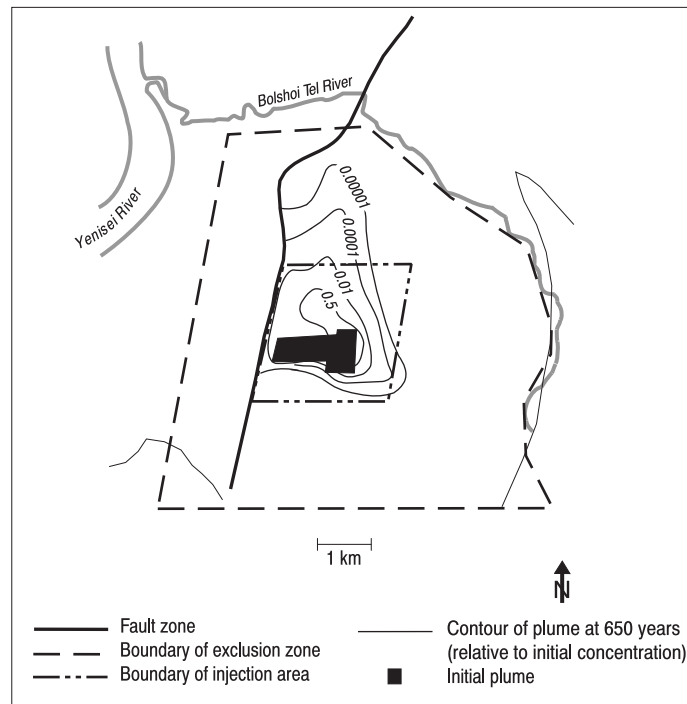 Bolshoi Tel River
Yenisei River
0.00001
0.0001
0.01
0.5
1 km
N
Fault zone
Boundary of exclusion zone
Boundary of injection area
Contour of plume at 650 years
(relative to initial concentration)
Initial plume